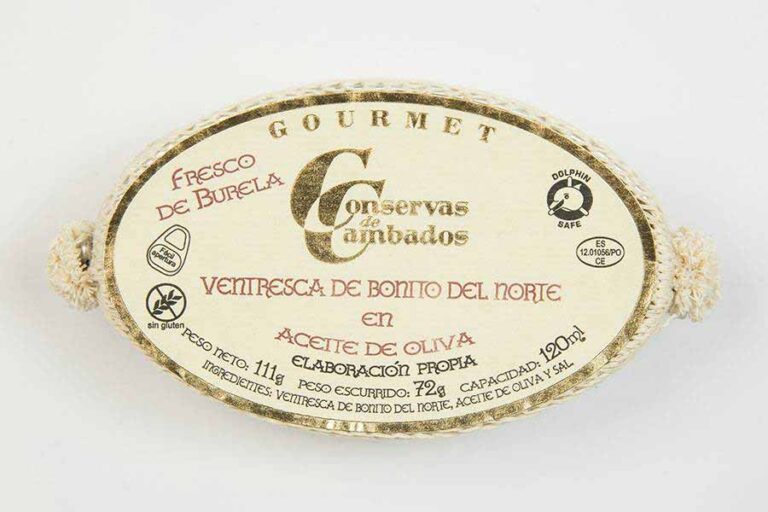 GOURMET
FRESCO
DE BURELA
Conservas
de
Cambados
DOLPHIN
SAFE
Fácil
apertura
ES
12.01056/PO
CE
sin gluten
VENTRESCA DE BONITO DEL NORTE
en
ACEITE DE OLIVA
ELABORACIÓN PROPIA
PESO NETO: 111g PESO ESCURRIDO: 72g CAPACIDAD: 120ml
INGREDIENTES: VENTRESCA DE BONITO DEL NORTE, ACEITE DE OLIVA Y SAL